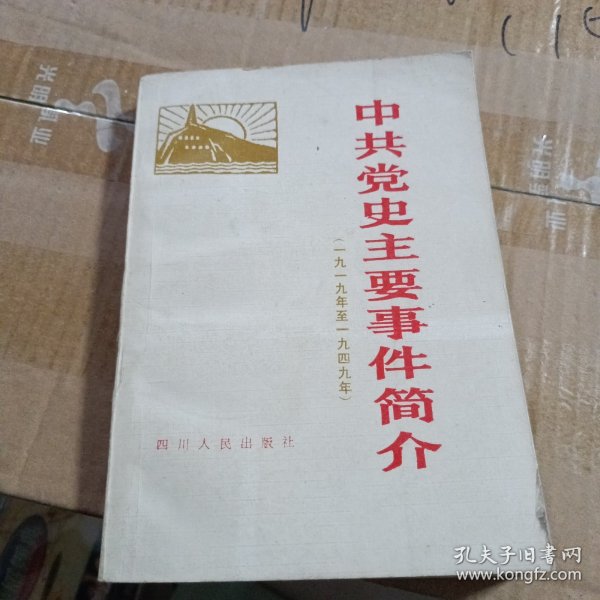 中共党史主要事件简介
(一九一九年至一九四九年)
四川人民出版社
孔夫子旧书网
www.kongfz.com